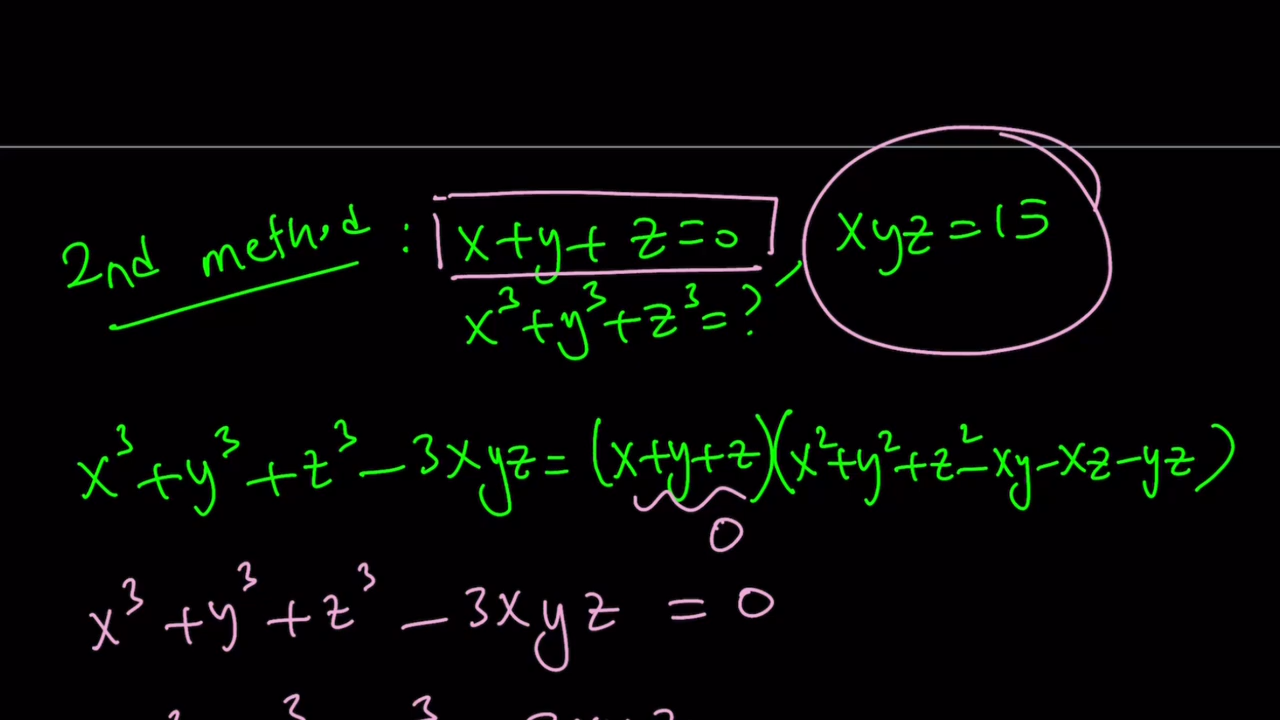 2nd method : x+y+z=0 xyz=15
x³+y³+z³=?
x³+y³+z³-3xyz=(x+y+z)(x²+y²+z²-xy-xz-yz)
0
x³+y³+z³-3xyz=0